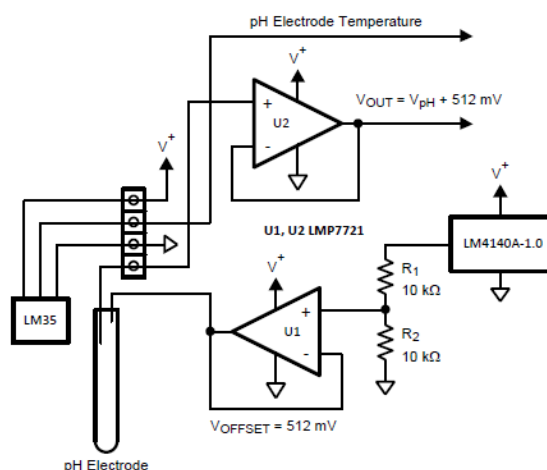 pH Electrode Temperature
V+
+
U2
-
VOUT = VpH + 512 mV
V+
V+
U1, U2 LMP7721
LM4140A-1.0
V+
R1
10 kΩ
+
U1
-
R2
10 kΩ
LM35
VOFFSET = 512 mV
pH Electrode